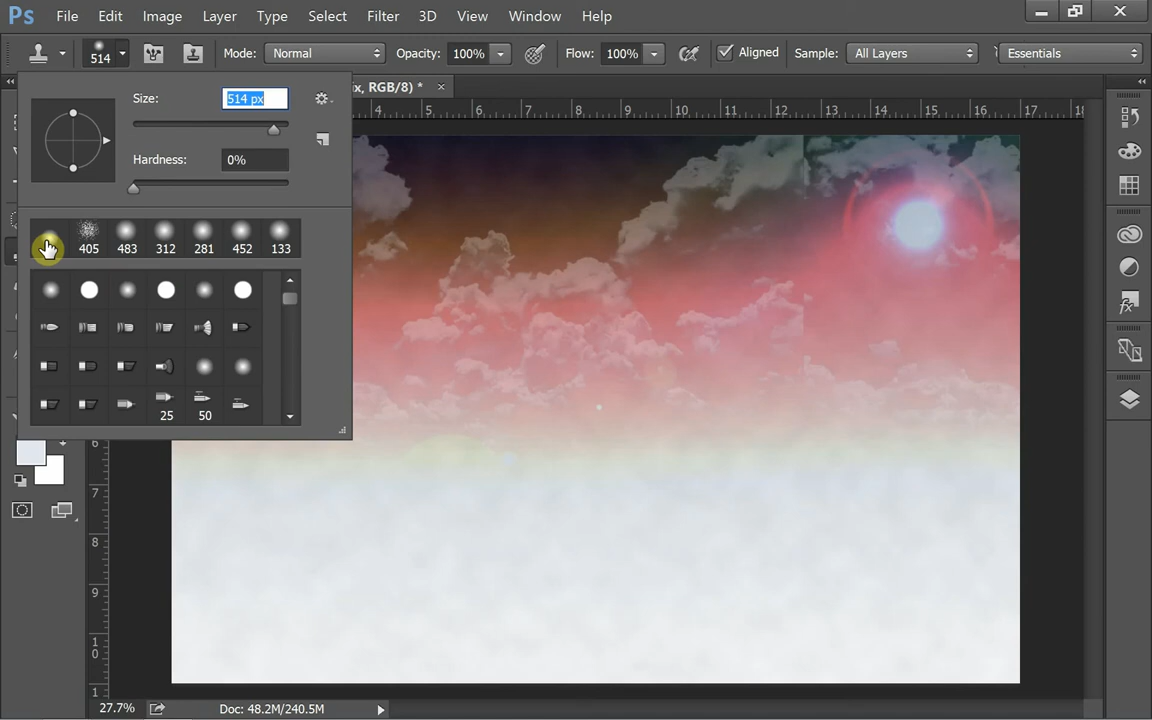 Ps File Edit Image Layer Type Select Filter 3D View Window Help
514 Mode: Normal Opacity: 100% Flow: 100% Aligned Sample: All Layers Essentials
ix, RGB/8) *
Size: 514 px
Hardness: 0%
405 483 312 281 452 133
25 50
4 5 6 7 8 9 10 11 12 13 14 15 16 17 18
6
7
8
9
10
1
27.7% Doc: 48.2M/240.5M